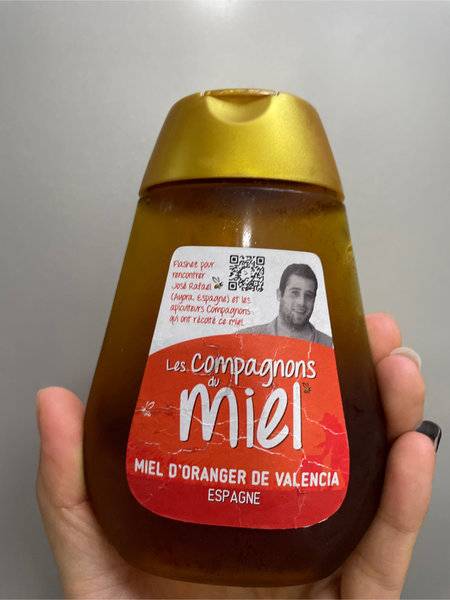 Flashez pour
rencontrer
José Rafael
(Ayora, Espagne) et les
apiculteurs Compagnons
qui ont récolté ce miel.
Les Compagnons
du
miel
MIEL D'ORANGER DE VALENCIA
ESPAGNE